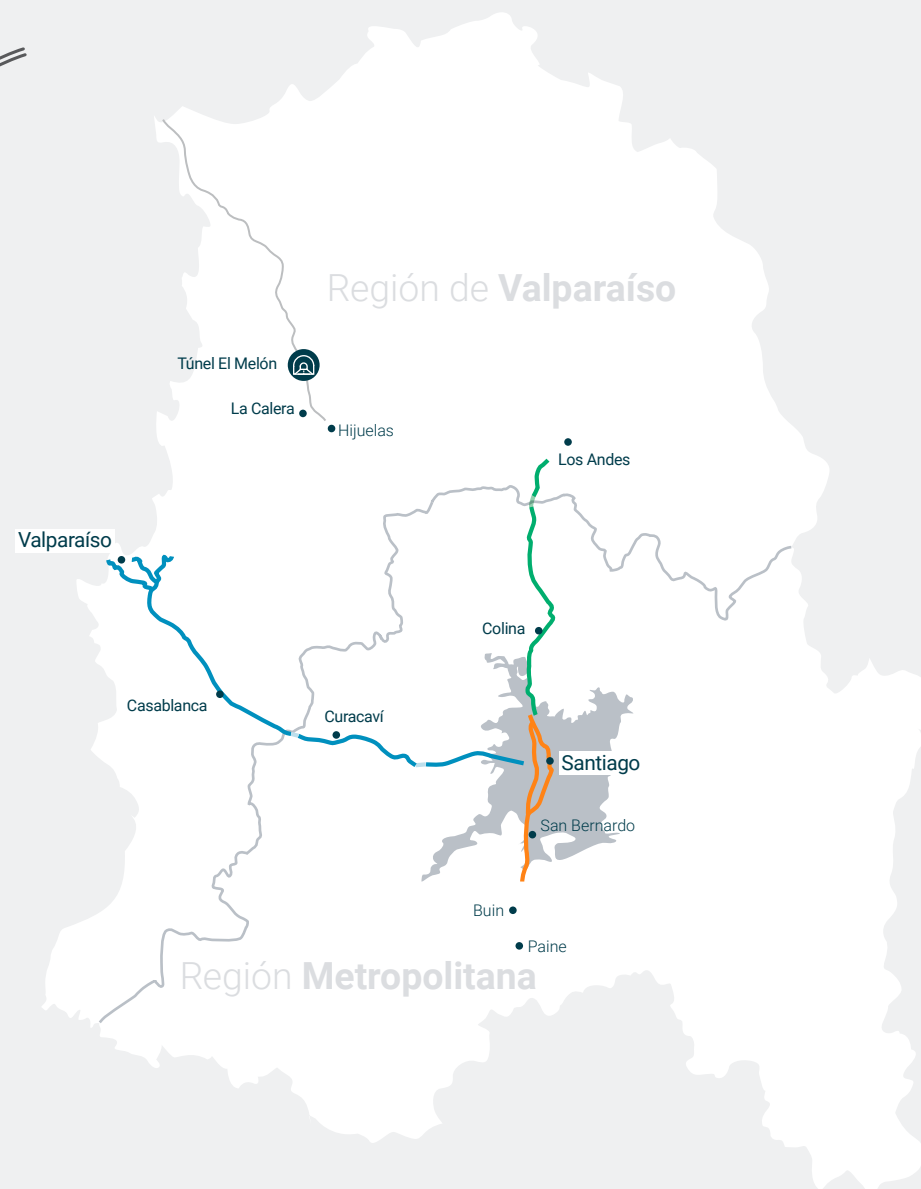 Región de Valparaíso
Túnel El Melón
La Calera
Hijuelas
Los Andes
Valparaíso
Colina
Casablanca
Curacaví
Santiago
San Bernardo
Buin
Paine
Región Metropolitana